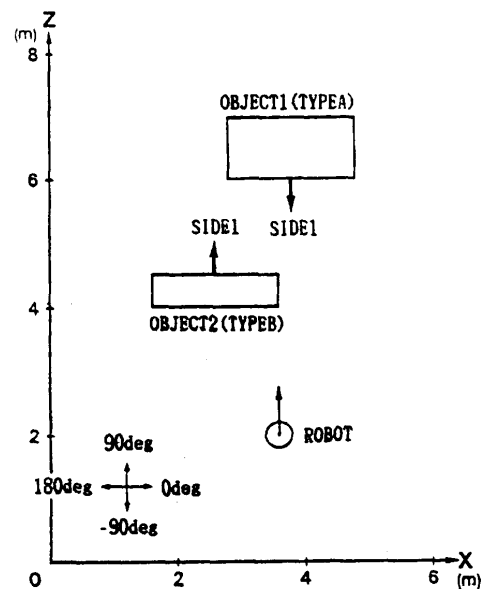 Z
(m)
8
OBJECT1(TYPEA)
6
SIDE1 SIDE1
4
OBJECT2(TYPEB)
2
ROBOT
90deg
180deg 0deg
-90deg
0 2 4 6 X
(m)